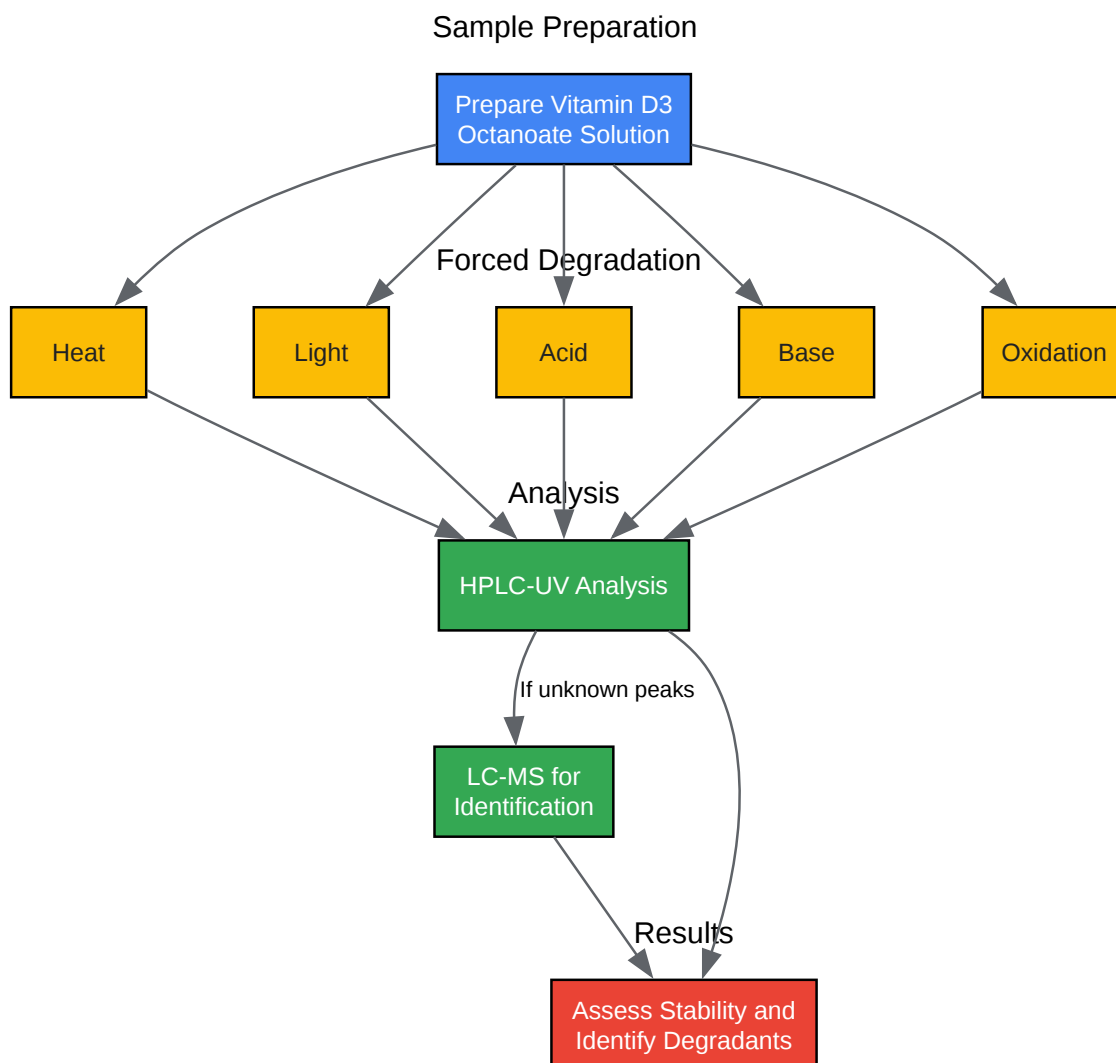 Sample Preparation
Prepare Vitamin D3
Octanoate Solution
Forced Degradation
Heat
Light
Acid
Base
Oxidation
Analysis
HPLC-UV Analysis
If unknown peaks
LC-MS for
Identification
Results
Assess Stability and
Identify Degradants